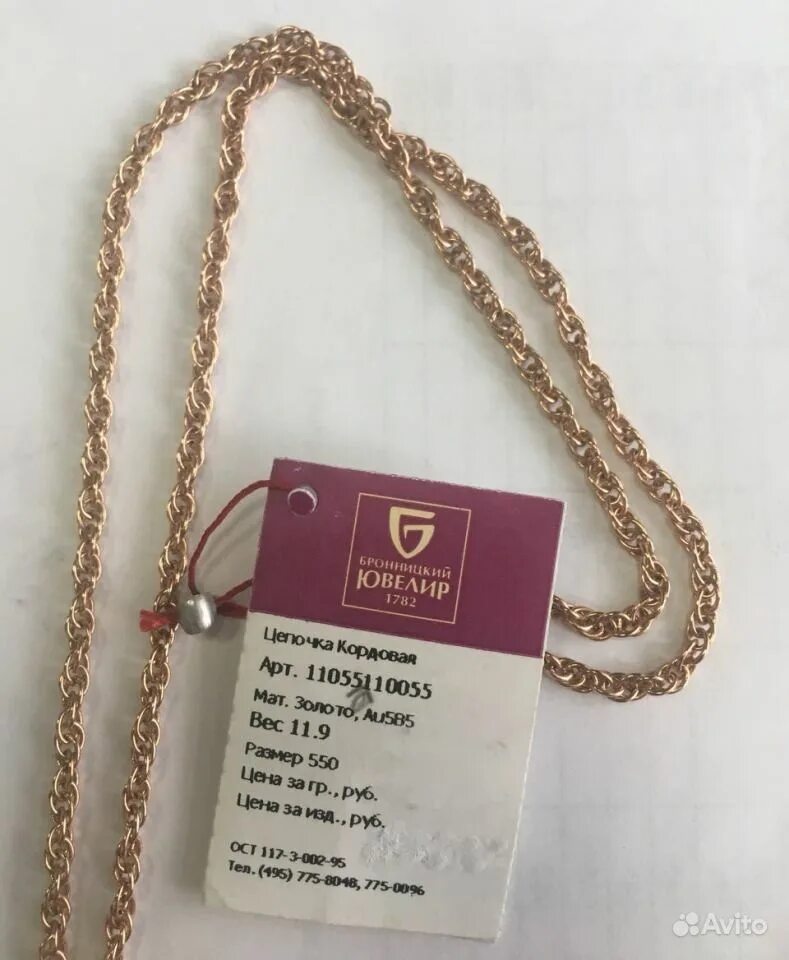 БРОННИЦКИЙ
ЮВЕЛИР
1782
Цепочка Кордовая
Арт. 11055110055
Мат. Золото, Au585
Вес 11.9
Размер 550
Цена за гр., руб.
Цена за изд., руб.
ОСТ 117-3-002-95
Тел. (495) 775-8048, 775-0096
Avito